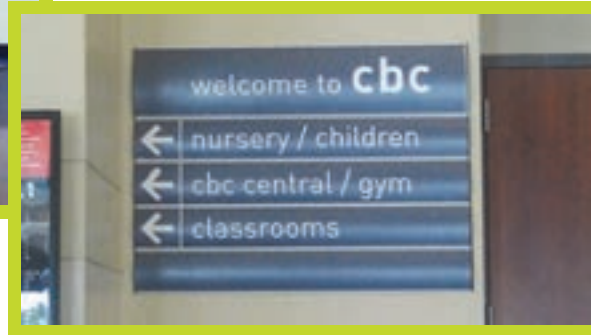 welcome to cbc
← nursery / children
← cbc central / gym
← classrooms